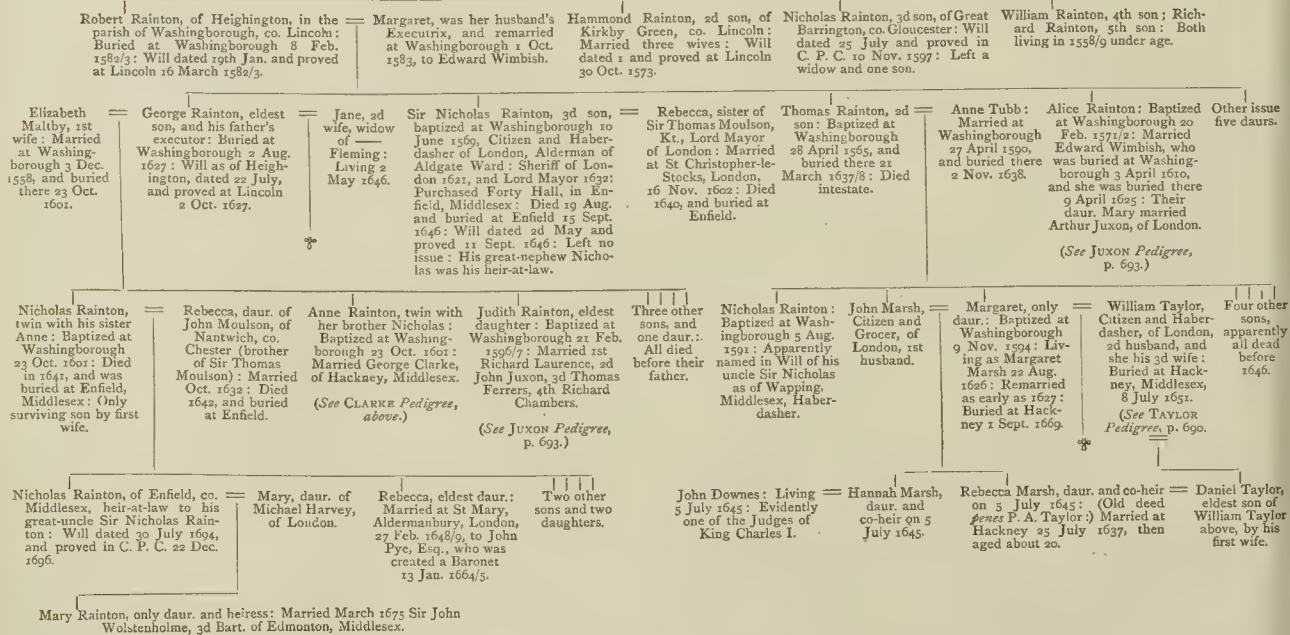 Robert Rainton, of Heighington, in the
parish of Washingborough, co. Lincoln:
Buried at Washingborough 8 Feb.
1582/3: Will dated 19th Jan. and proved
at Lincoln 16 March 1582/3.
Margaret, was her husband's
Executrix, and remarried
at Washingborough 1 Oct.
1583, to Edward Wimbish.
Hammond Rainton, 2d son, of
Kirkby Green, co. Lincoln:
Married three wives: Will
dated 1 and proved at Lincoln
30 Oct. 1573.
Nicholas Rainton, 3d son, of Great
Barrington, co. Gloucester: Will
dated 25 July and proved in
C. P. C. 10 Nov. 1597: Left a
widow and one son.
William Rainton, 4th son; Rich-
ard Rainton, 5th son: Both
living in 1558/9 under age.
Elizabeth
Maltby, 1st
wife: Married
at Washing-
borough 3 Dec.
1558, and buried
there 23 Oct.
1601.
George Rainton, eldest
son, and his father's
executor: Buried at
Washingborough 2 Aug.
1627: Will as of Heigh-
ington, dated 22 July,
and proved at Lincoln
2 Oct. 1627.
Jane, 2d
wife, widow
of —
Fleming:
Living 2
May 1646.
Sir Nicholas Rainton, 3d son,
baptized at Washingborough 10
June 1569, Citizen and Haber-
dasher of London, Alderman of
Aldgate Ward: Sheriff of Lon-
don 1621, and Lord Mayor 1632:
Purchased Forty Hall, in En-
field, Middlesex: Died 19 Aug.
and buried at Enfield 15 Sept.
1646: Will dated 2d May and
proved 11 Sept. 1646: Left no
issue: His great-nephew Nicho-
las was his heir-at-law.
Rebecca, sister of
Sir Thomas Moulson,
Kt., Lord Mayor
of London: Married
at St Christopher-le-
Stocks, London,
16 Nov. 1602: Died
1640, and buried at
Enfield.
Thomas Rainton, 2d
son: Baptized at
Washingborough
28 April 1565, and
buried there 21
March 1637/8: Died
intestate.
Anne Tubb:
Married at
Washingborough
27 April 1590,
and buried there
2 Nov. 1638.
Alice Rainton: Baptized
at Washingborough 20
Feb. 1571/2: Married
Edward Wimbish, who
was buried at Washing-
borough 3 April 1610,
and she was buried there
9 April 1625: Their
daur. Mary married
Arthur Juxon, of London.
(See JUXON Pedigree,
p. 693.)
Other issue
five daurs.
Nicholas Rainton,
twin with his sister
Anne: Baptized at
Washingborough
23 Oct. 1601: Died
in 1641, and was
buried at Enfield,
Middlesex: Only
surviving son by first
wife.
Rebecca, daur. of
John Moulson, of
Nantwich, co.
Chester (brother
of Sir Thomas
Moulson): Married
Oct. 1632: Died
1642, and buried
at Enfield.
Anne Rainton, twin with
her brother Nicholas:
Baptized at Washing-
borough 23 Oct. 1601:
Married George Clarke,
of Hackney, Middlesex.
(See CLARKE Pedigree,
above.)
Judith Rainton, eldest
daughter: Baptized at
Washingborough 21 Feb.
1596/7: Married 1st
Richard Laurence, 2d
John Juxon, 3d Thomas
Ferrers, 4th Richard
Chambers.
(See JUXON Pedigree,
p. 693.)
Three other
sons, and
one daur.:
All died
before their
father.
Nicholas Rainton:
Baptized at Wash-
ingborough 5 Aug.
1591: Apparently
named in Will of his
uncle Sir Nicholas
as of Wapping,
Middlesex, Haber-
dasher.
John Marsh,
Citizen and
Grocer, of
London, 1st
husband.
Margaret, only
daur.: Baptized at
Washingborough
9 Nov. 1594: Liv-
ing as Margaret
Marsh 22 Aug.
1626: Remarried
as early as 1627:
Buried at Hack-
ney 1 Sept. 1669.
William Taylor,
Citizen and Haber-
dasher, of London,
2d husband, and
she his 3d wife:
Buried at Hack-
ney, Middlesex,
8 July 1651.
(See TAYLOR
Pedigree, p. 690.
Four other
sons,
apparently
all dead
before
1646.
Nicholas Rainton, of Enfield, co.
Middlesex, heir-at-law to his
great-uncle Sir Nicholas Rain-
ton: Will dated 30 July 1694,
and proved in C. P. C. 22 Dec.
1696.
Mary, daur. of
Michael Harvey,
of London.
Rebecca, eldest daur.:
Married at St Mary,
Aldermanbury, London,
27 Feb. 1648/9, to John
Pye, Esq., who was
created a Baronet
13 Jan. 1664/5.
Two other
sons and two
daughters.
John Downes: Living
5 July 1645: Evidently
one of the Judges of
King Charles I.
Hannah Marsh,
daur. and
co-heir on 5
July 1645.
Rebecca Marsh, daur. and co-heir
on 5 July 1645: (Old deed
penes P. A. Taylor:) Married at
Hackney 25 July 1637, then
aged about 20.
Daniel Taylor,
eldest son of
William Taylor
above, by his
first wife.
Mary Rainton, only daur. and heiress: Married March 1675 Sir John
Wolstenholme, 3d Bart. of Edmonton, Middlesex.